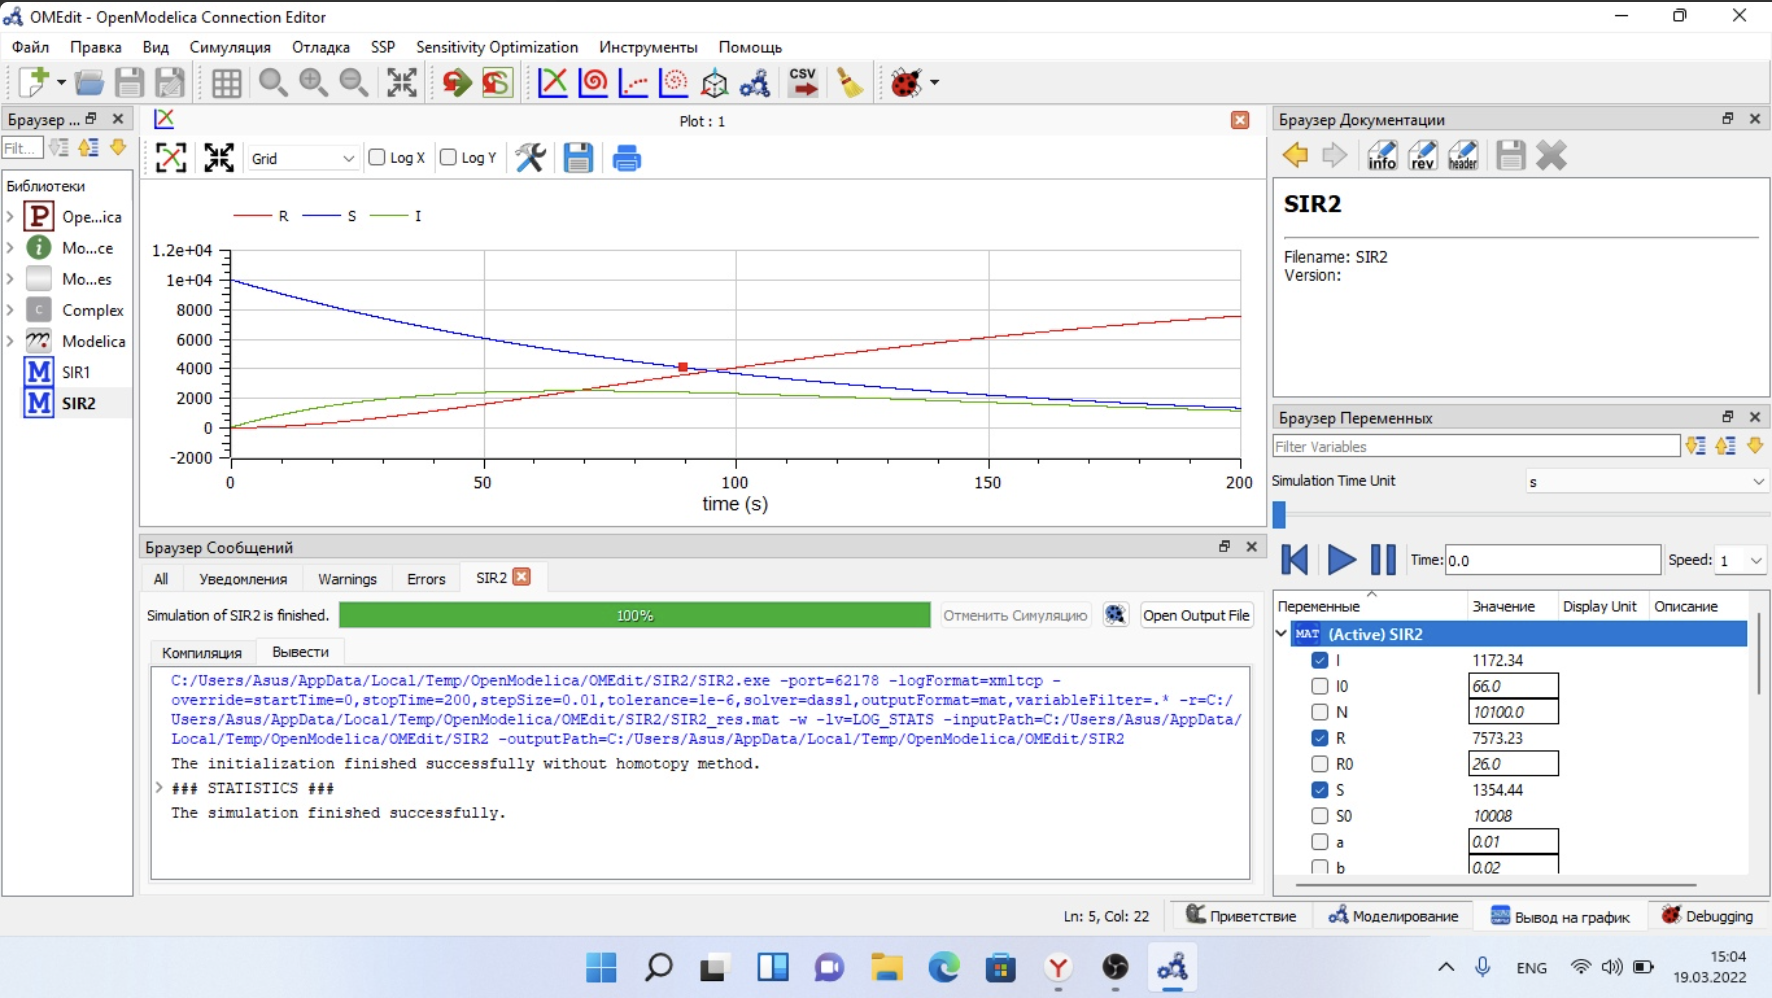 OMEdit - OpenModelica Connection Editor
Файл Правка Вид Симуляция Отладка SSP Sensitivity Optimization Инструменты Помощь
CSV
Браузер ...
Filt...
Библиотеки
P Ope...ica
i Mo...ce
Mo...es
C Complex
m Modelica
M SIR1
M SIR2
Plot : 1
Grid Log X Log Y
R S I
1.2e+04
1e+04
8000
6000
4000
2000
0
-2000
0 50 100 150 200
time (s)
Браузер Сообщений
All Уведомления Warnings Errors SIR2
Simulation of SIR2 is finished. 100% Отменить Симуляцию Open Output File
Компиляция Вывести
C:/Users/Asus/AppData/Local/Temp/OpenModelica/OMEdit/SIR2/SIR2.exe -port=62178 -logFormat=xmltcp -
override=startTime=0,stopTime=200,stepSize=0.01,tolerance=1e-6,solver=dassl,outputFormat=mat,variableFilter=.* -r=C:/
Users/Asus/AppData/Local/Temp/OpenModelica/OMEdit/SIR2/SIR2_res.mat -w -lv=LOG_STATS -inputPath=C:/Users/Asus/AppData/
Local/Temp/OpenModelica/OMEdit/SIR2 -outputPath=C:/Users/Asus/AppData/Local/Temp/OpenModelica/OMEdit/SIR2
The initialization finished successfully without homotopy method.
### STATISTICS ###
The simulation finished successfully.
Браузер Документации
info rev header
SIR2
Filename: SIR2
Version:
Браузер Переменных
Filter Variables
Simulation Time Unit s
Time: 0.0 Speed: 1
Переменные Значение Display Unit Описание
MAT (Active) SIR2
I 1172.34
I0 66.0
N 10100.0
R 7573.23
R0 26.0
S 1354.44
S0 10008
a 0.01
b 0.02
Ln: 5, Col: 22 Приветствие Моделирование Вывод на график Debugging
ENG
15:04
19.03.2022